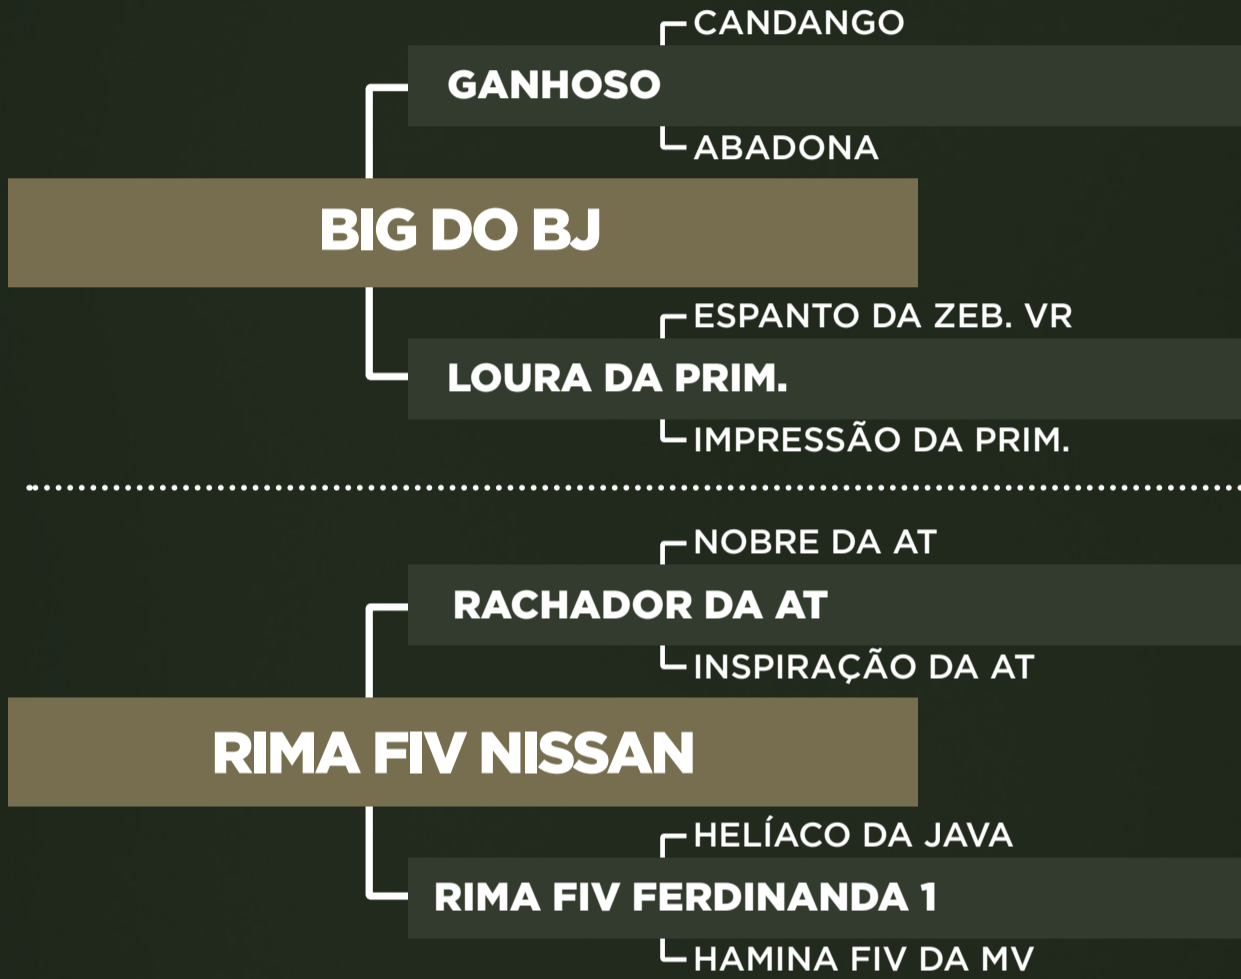 CANDANGO
GANHOSO
ABADONA
BIG DO BJ
ESPANTO DA ZEB. VR
LOURA DA PRIM.
IMPRESSÃO DA PRIM.
NOBRE DA AT
RACHADOR DA AT
INSPIRAÇÃO DA AT
RIMA FIV NISSAN
HELÍACO DA JAVA
RIMA FIV FERDINANDA 1
HAMINA FIV DA MV